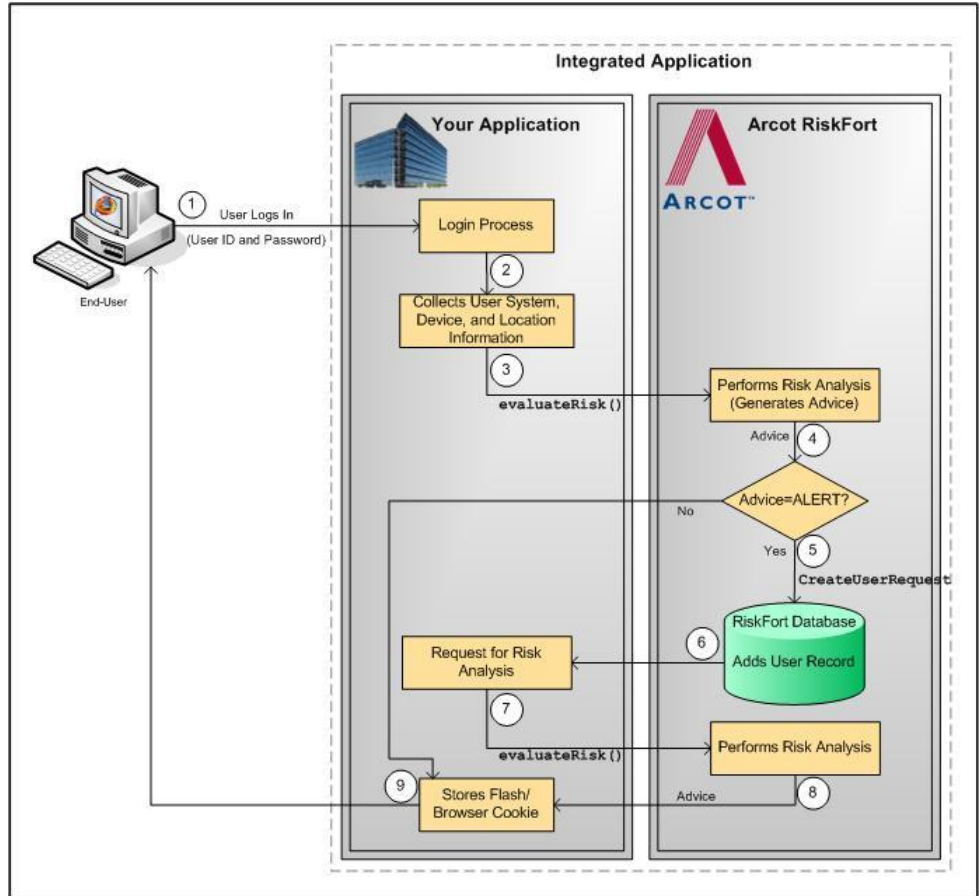 Integrated Application
Your Application
Arcot RiskFort
ARCOT™
1
User Logs In
(User ID and Password)
End-User
Login Process
2
Collects User System,
Device, and Location
Information
3
evaluateRisk()
Performs Risk Analysis
(Generates Advice)
Advice
4
Advice=ALERT?
No
Yes
5
CreateUserRequest
RiskFort Database
Adds User Record
6
Request for Risk
Analysis
7
evaluateRisk()
Performs Risk Analysis
8
Advice
9
Stores Flash/
Browser Cookie